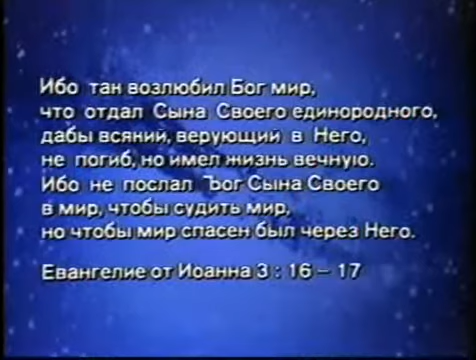 Ибо так возлюбил Бог мир,
что отдал Сына Своего единородного,
дабы всякий, верующий в Него,
не погиб, но имел жизнь вечную.
Ибо не послал Бог Сына Своего
в мир, чтобы судить мир,
но чтобы мир спасен был через Него.
Евангелие от Иоанна 3 : 16 – 17